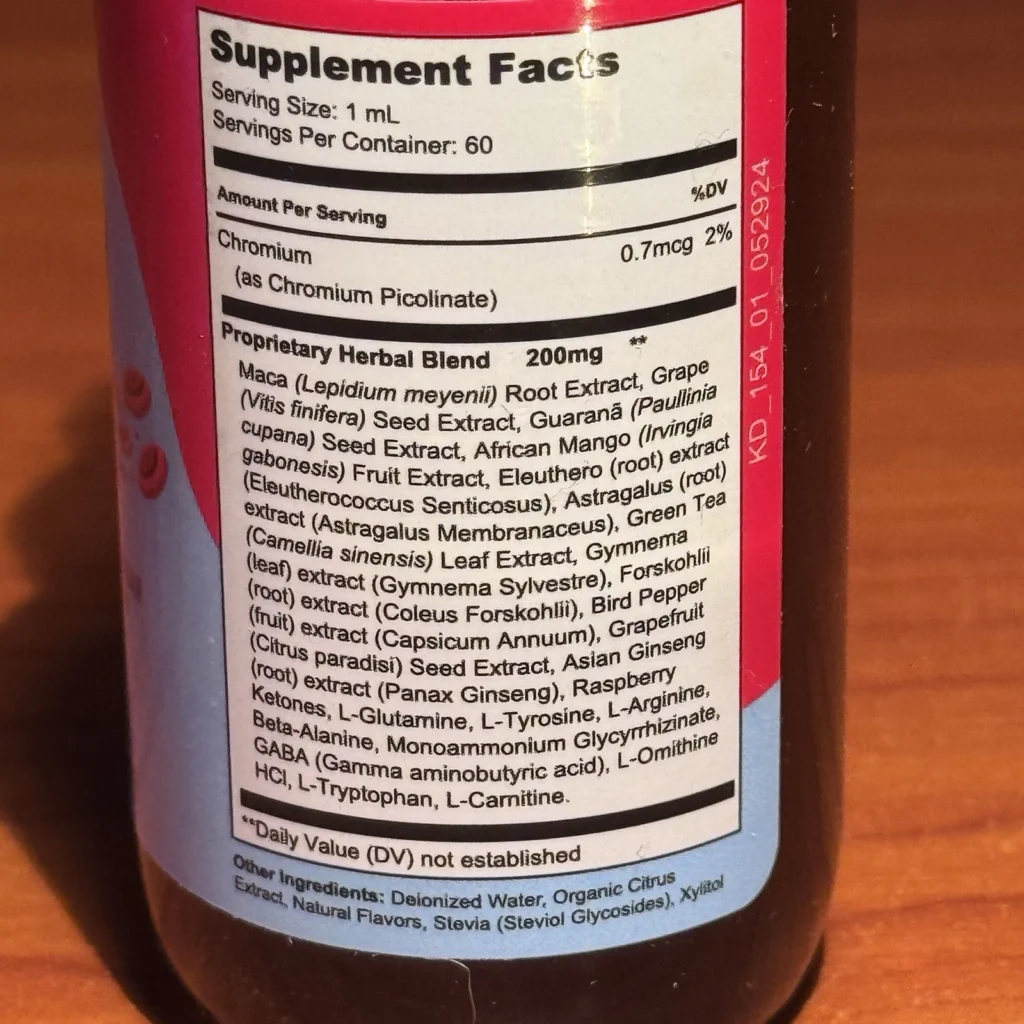 Supplement Facts
Serving Size: 1 mL
Servings Per Container: 60
%DV
Amount Per Serving
Chromium 0.7mcg 2%
(as Chromium Picolinate)
Proprietary Herbal Blend 200mg **
Maca (Lepidium meyenii) Root Extract, Grape
(Vitis finifera) Seed Extract, Guaranā (Paullinia
cupana) Seed Extract, African Mango (Irvingia
gabonesis) Fruit Extract, Eleuthero (root) extract
(Eleutherococcus Senticosus), Astragalus (root)
extract (Astragalus Membranaceus), Green Tea
(Camellia sinensis) Leaf Extract, Gymnema
(leaf) extract (Gymnema Sylvestre), Forskohlii
(root) extract (Coleus Forskohlii), Bird Pepper
(fruit) extract (Capsicum Annuum), Grapefruit
(Citrus paradisi) Seed Extract, Asian Ginseng
(root) extract (Panax Ginseng), Raspberry
Ketones, L-Glutamine, L-Tyrosine, L-Arginine,
Beta-Alanine, Monoammonium Glycyrrhizinate,
GABA (Gamma aminobutyric acid), L-Ornithine
HCl, L-Tryptophan, L-Carnitine.
**Daily Value (DV) not established
Other Ingredients: Deionized Water, Organic Citrus
Extract, Natural Flavors, Stevia (Steviol Glycosides), Xylitol
KD_154_01_052924